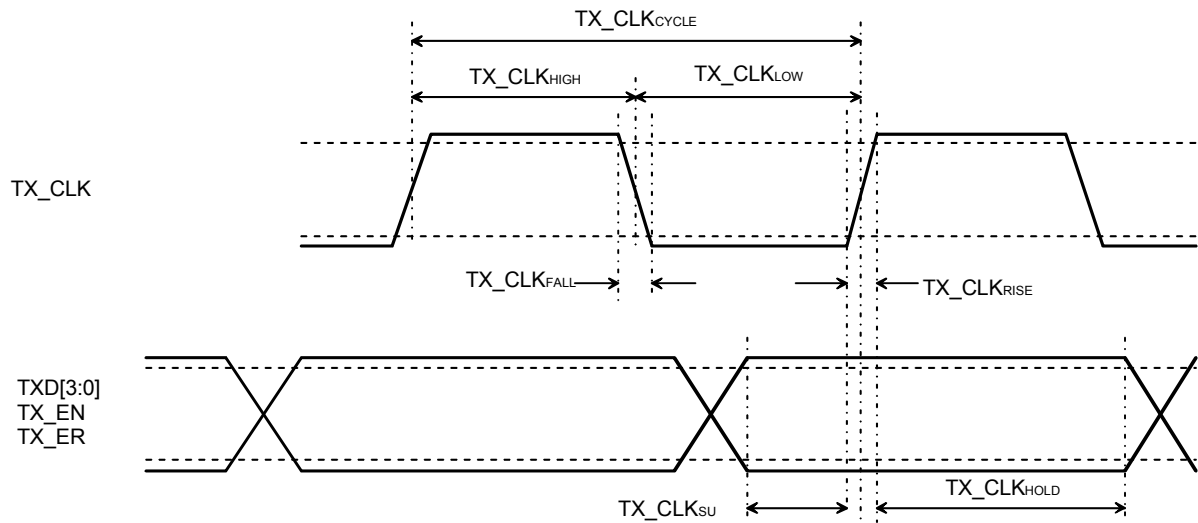 TX_CLKCYCLE
TX_CLKHIGH
TX_CLKLOW
TX_CLK
TX_CLKFALL
TX_CLKRISE
TXD[3:0]
TX_EN
TX_ER
TX_CLKSU
TX_CLKHOLD